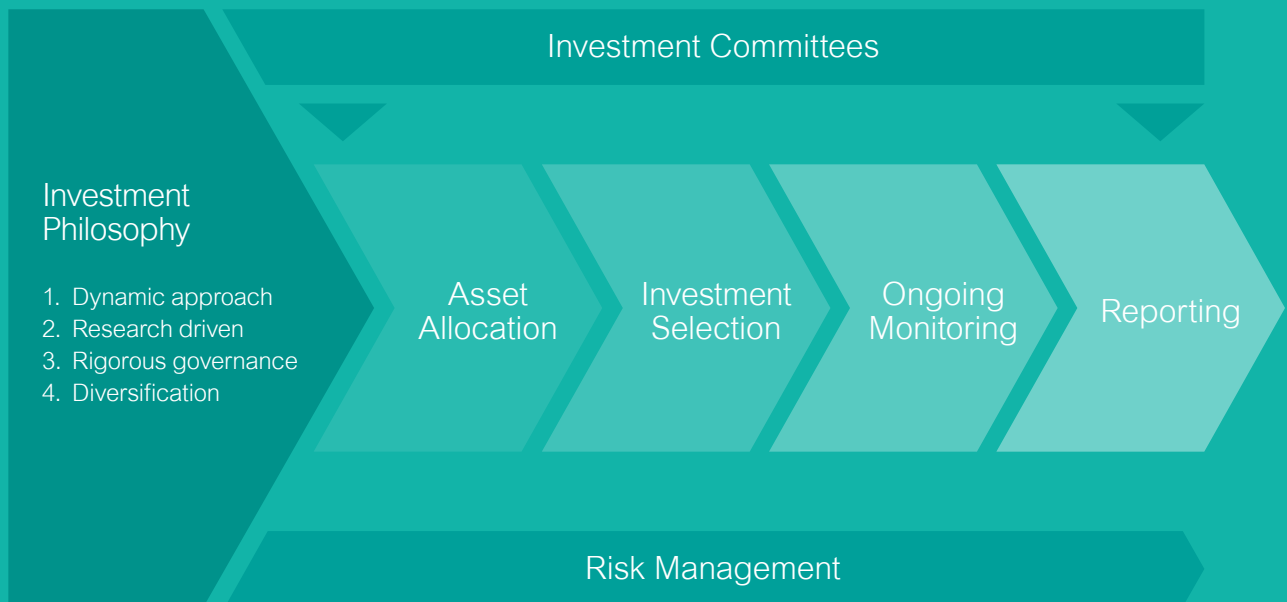 Investment Committees
Investment
Philosophy
1. Dynamic approach
2. Research driven
3. Rigorous governance
4. Diversification
Asset
Allocation
Investment
Selection
Ongoing
Monitoring
Reporting
Risk Management